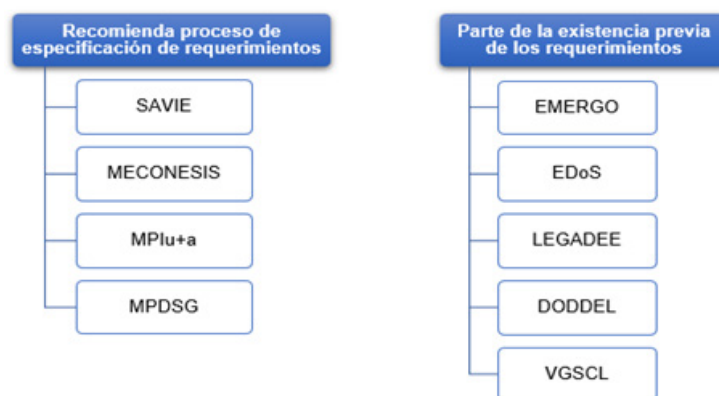 Recomienda proceso de
especificación de requerimientos
SAVIE
MECONESIS
MPIu+a
MPDSG
Parte de la existencia previa
de los requerimientos
EMERGO
EDoS
LEGADEE
DODDEL
VGSCL